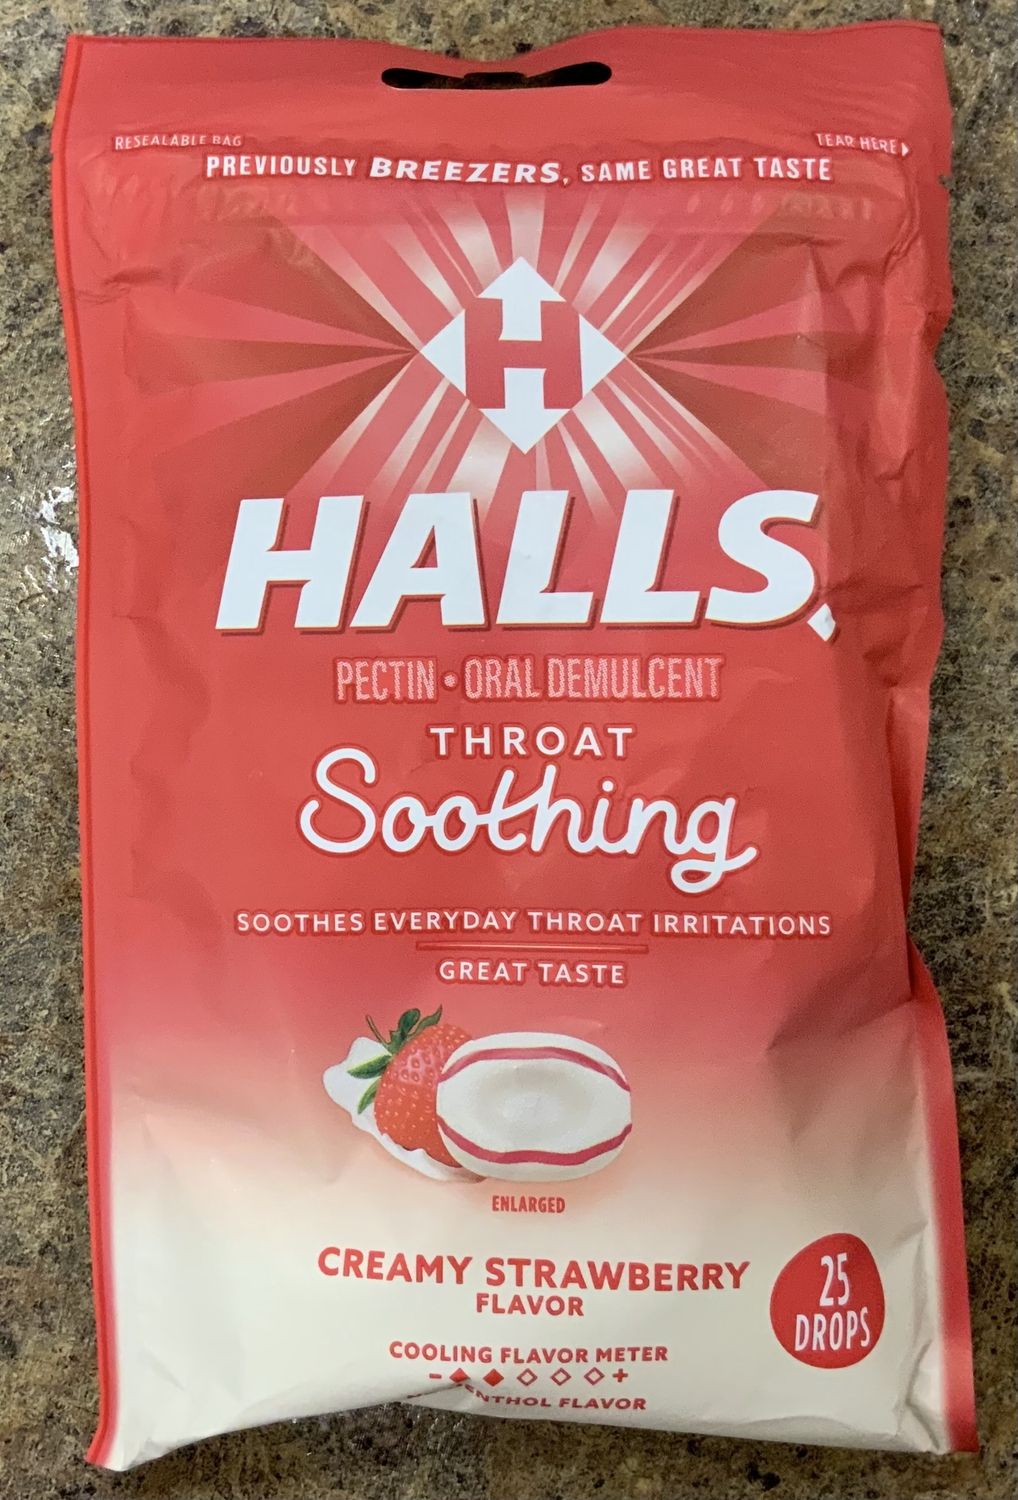 RESEALABLE BAG
TEAR HERE
PREVIOUSLY BREEZERS, SAME GREAT TASTE
H
HALLS
PECTIN • ORAL DEMULCENT
THROAT
Soothing
SOOTHES EVERYDAY THROAT IRRITATIONS
GREAT TASTE
ENLARGED
CREAMY STRAWBERRY
FLAVOR
25
DROPS
COOLING FLAVOR METER
- +
FLAVOR